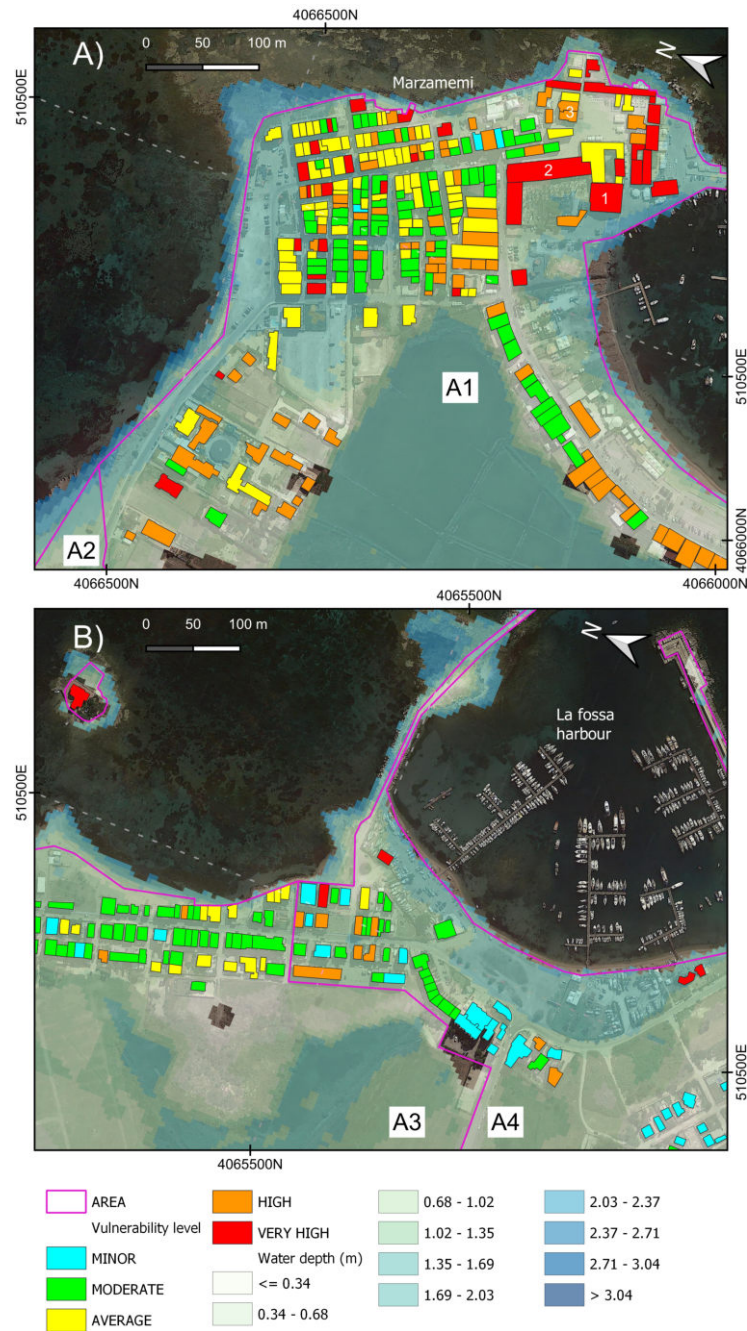 4066500N
A)
0 50 100 m
Marzamemi
N
510500E
3
2
1
A1
510500E
A2
4066000N
4066500N
4065500N
4066000N
B)
0 50 100 m
4065500N
N
La fossa
harbour
510500E
510500E
A3
A4
4065500N
AREA
Vulnerability level
MINOR
MODERATE
AVERAGE
HIGH
VERY HIGH
Water depth (m)
<= 0.34
0.34 - 0.68
0.68 - 1.02
1.02 - 1.35
1.35 - 1.69
1.69 - 2.03
2.03 - 2.37
2.37 - 2.71
2.71 - 3.04
> 3.04